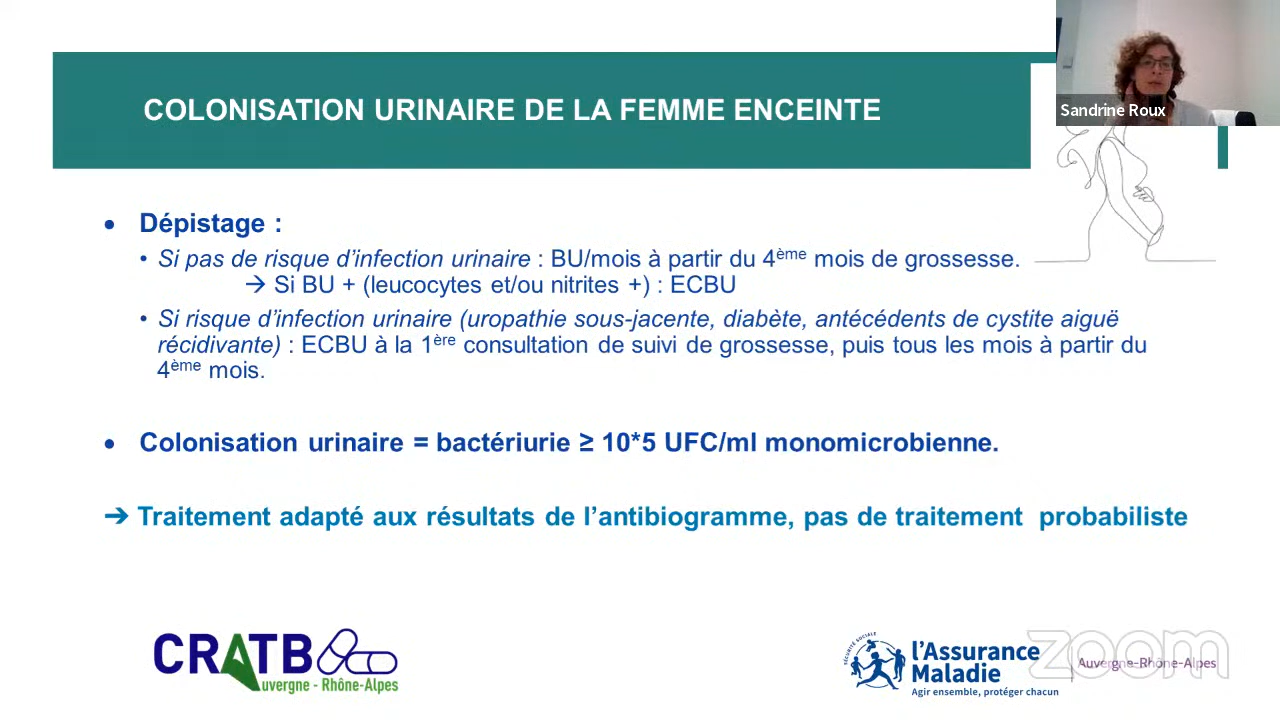 Sandrine Roux
COLONISATION URINAIRE DE LA FEMME ENCEINTE
• Dépistage :
• Si pas de risque d’infection urinaire : BU/mois à partir du 4ème mois de grossesse.
→ Si BU + (leucocytes et/ou nitrites +) : ECBU
• Si risque d’infection urinaire (uropathie sous-jacente, diabète, antécédents de cystite aiguë
récidivante) : ECBU à la 1ère consultation de suivi de grossesse, puis tous les mois à partir du
4ème mois.
• Colonisation urinaire = bactériurie ≥ 10*5 UFC/ml monomicrobienne.
➔ Traitement adapté aux résultats de l’antibiogramme, pas de traitement probabiliste
CRATB
Auvergne - Rhône-Alpes
SÉCURITÉ SOCIALE
l’Assurance
Maladie
Agir ensemble, protéger chacun
Auvergne-Rhône-Alpes
zoom